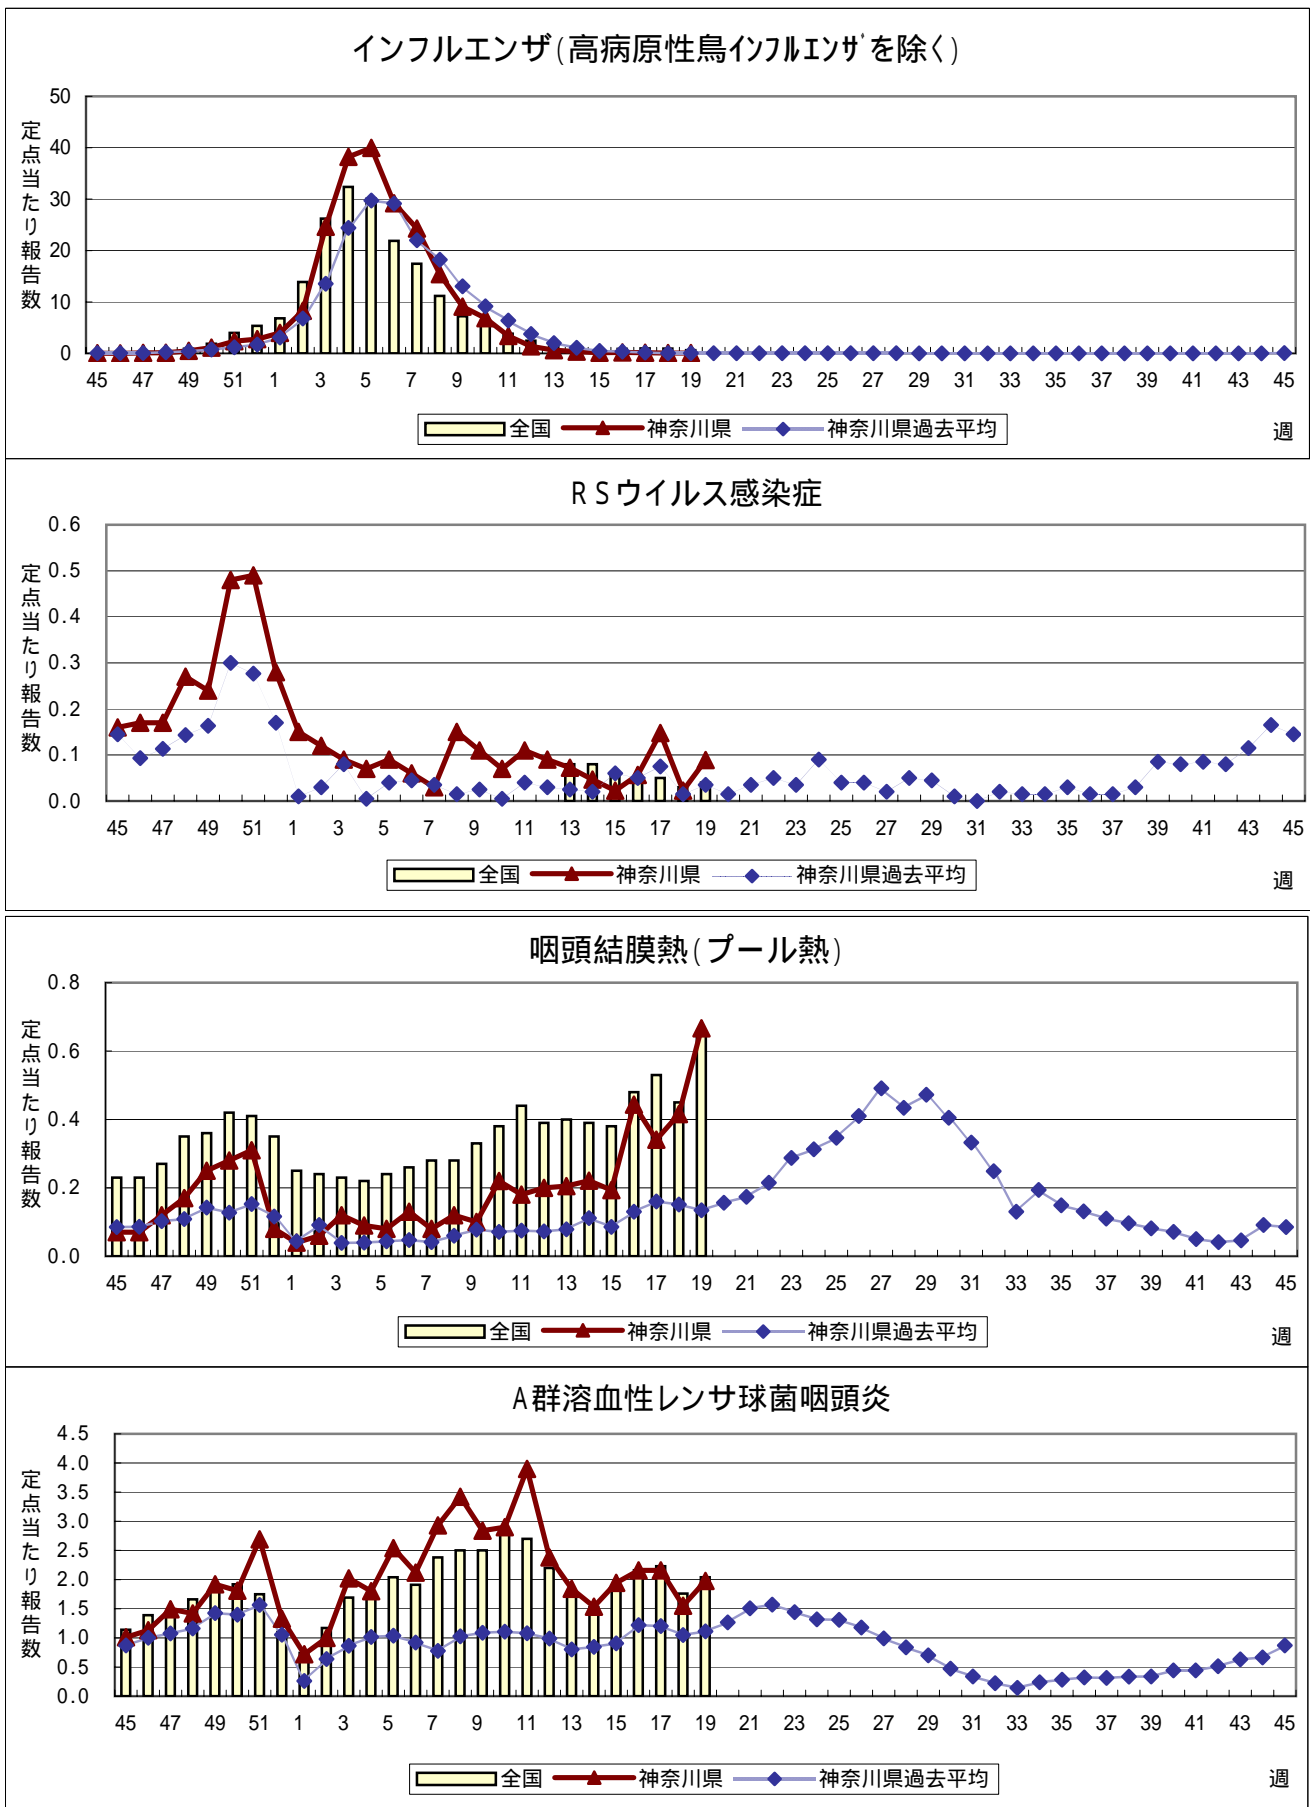 インフルエンザ(高病原性鳥ｲﾝﾌﾙｴﾝｻﾞを除く)
定点当たり報告数
50
40
30
20
10
0
45 47 49 51 1 3 5 7 9 11 13 15 17 19 21 23 25 27 29 31 33 35 37 39 41 43 45
全国 神奈川県 神奈川県過去平均
週
RSウイルス感染症
定点当たり報告数
0.6
0.5
0.4
0.3
0.2
0.1
0.0
45 47 49 51 1 3 5 7 9 11 13 15 17 19 21 23 25 27 29 31 33 35 37 39 41 43 45
全国 神奈川県 神奈川県過去平均
週
咽頭結膜熱(プール熱)
定点当たり報告数
0.8
0.6
0.4
0.2
0.0
45 47 49 51 1 3 5 7 9 11 13 15 17 19 21 23 25 27 29 31 33 35 37 39 41 43 45
全国 神奈川県 神奈川県過去平均
週
A群溶血性レンサ球菌咽頭炎
定点当たり報告数
4.5
4.0
3.5
3.0
2.5
2.0
1.5
1.0
0.5
0.0
45 47 49 51 1 3 5 7 9 11 13 15 17 19 21 23 25 27 29 31 33 35 37 39 41 43 45
全国 神奈川県 神奈川県過去平均
週